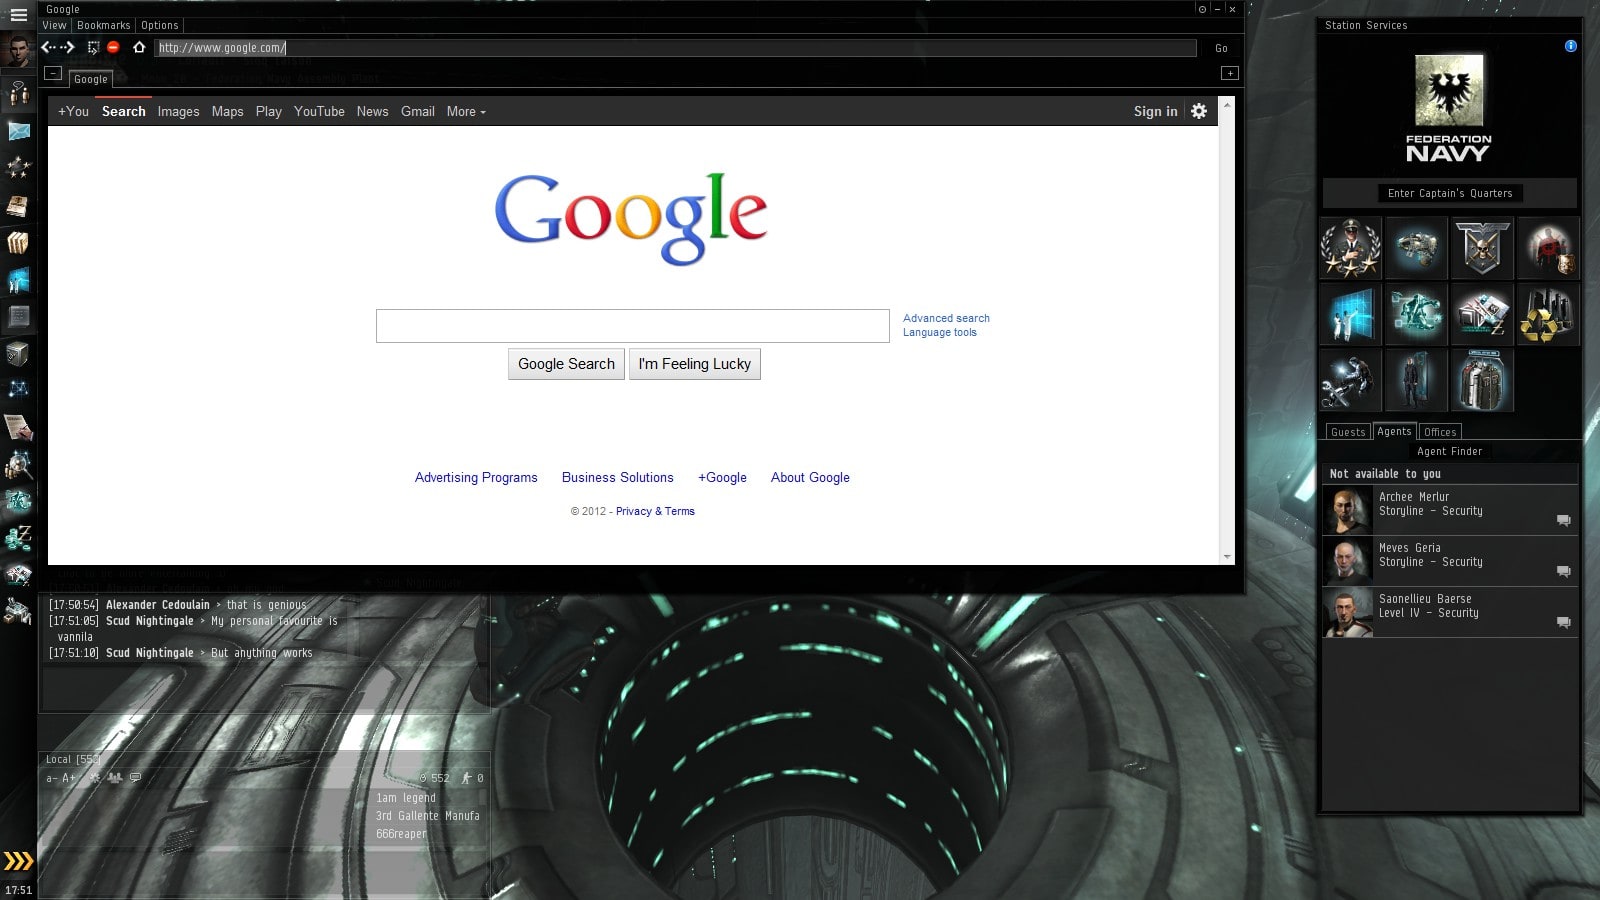 Google
View Bookmarks Options
http://www.google.com/ Go
Google
+You Search Images Maps Play YouTube News Gmail More Sign in
Google
Advanced search
Language tools
Google Search I'm Feeling Lucky
Advertising Programs Business Solutions +Google About Google
© 2012 - Privacy & Terms
[17:50:54] Alexander Cedoulain > that is genious
[17:51:05] Scud Nightingale > My personal favourite is
vannila
[17:51:10] Scud Nightingale > But anything works
Local [552]
a- A+ 552 0
1am legend
3rd Gallente Manufa
666reaper
17:51
Station Services
FEDERATION
NAVY
Enter Captain's Quarters
Guests Agents Offices
Agent Finder
Not available to you
Archee Merlur
Storyline - Security
Meves Geria
Storyline - Security
Saonellieu Baerse
Level IV - Security